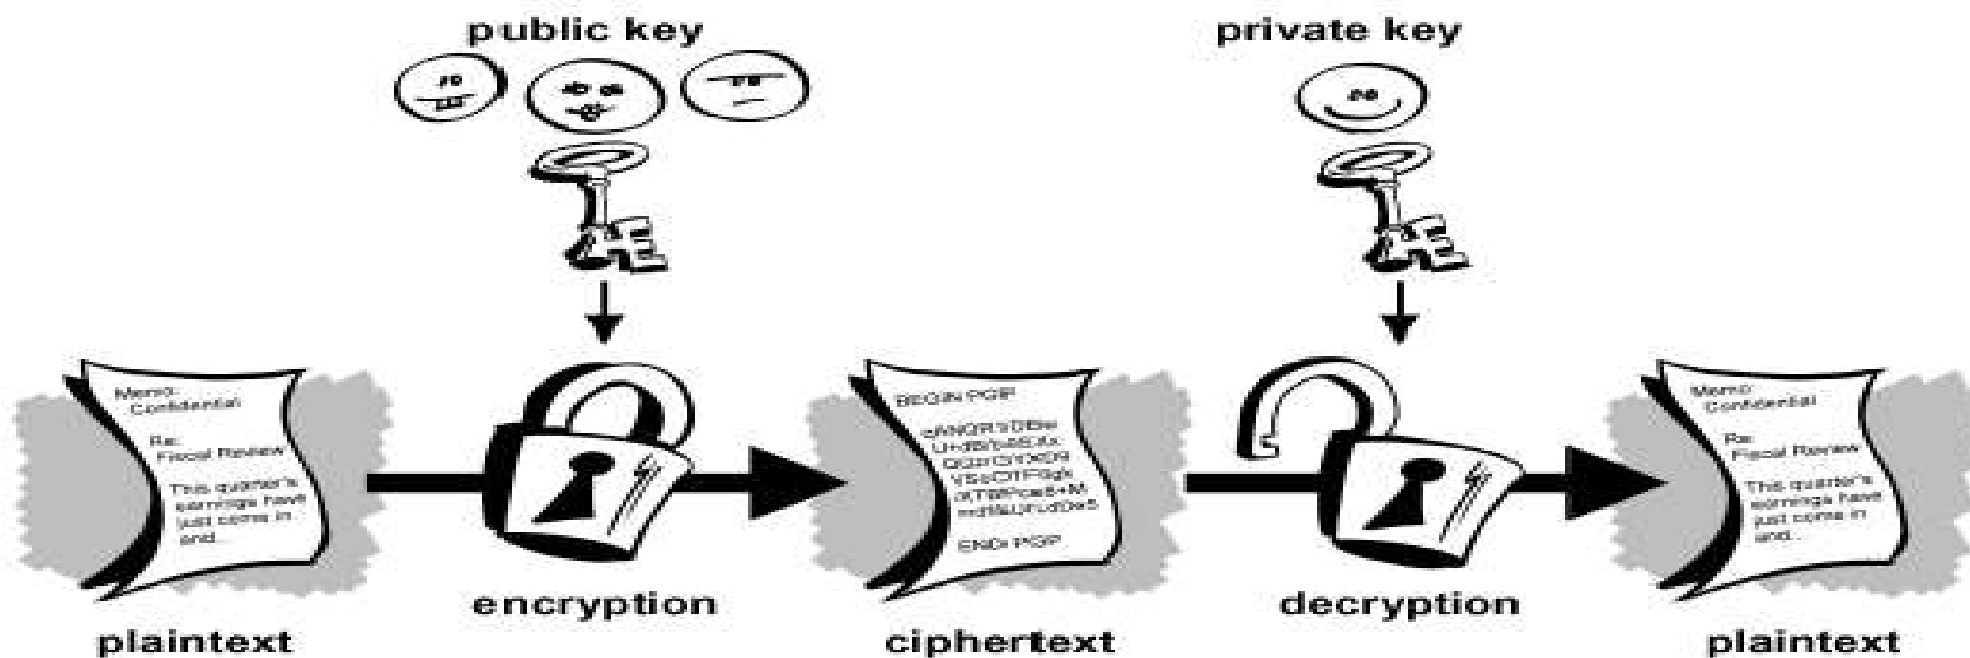 public key
private key
Memo:
Confidential
Re:
Fiscal Review
This quarter's
earnings have
just come in
and...
BEGIN PGP
END PGP
Memo:
Confidential
Re:
Fiscal Review
This quarter's
earnings have
just come in
and...
encryption
decryption
plaintext
ciphertext
plaintext